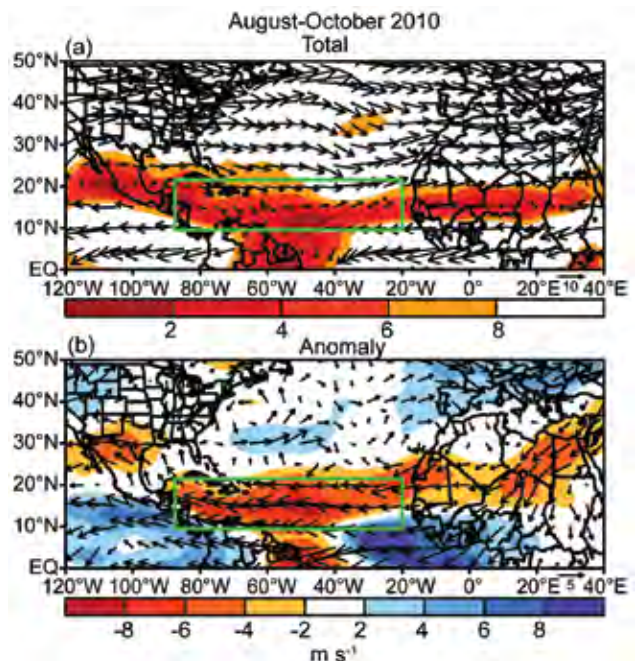 August-October 2010
Total
(a)
50°N
40°N
30°N
20°N
10°N
EQ
120°W 100°W 80°W 60°W 40°W 20°W 0° 20°E 10 40°E
2 4 6 8
(b)
Anomaly
50°N
40°N
30°N
20°N
10°N
EQ
120°W 100°W 80°W 60°W 40°W 20°W 0° 20°E 5 40°E
-8 -6 -4 -2 2 4 6 8
m s⁻¹